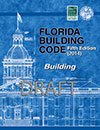 FLORIDA
BUILDING
CODE Fifth Edition
(2014)
Building
DRAFT